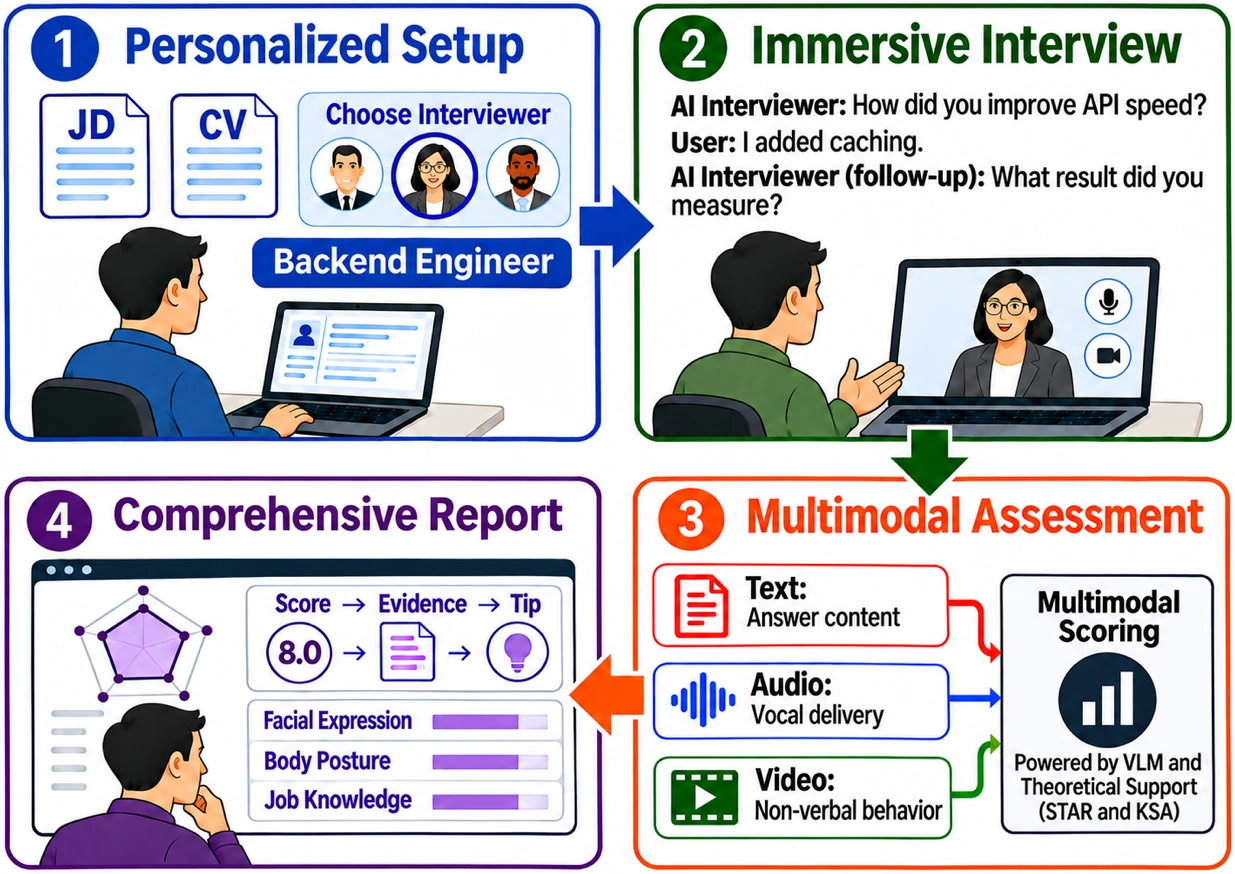 1 Personalized Setup
JD
CV
Choose Interviewer
Backend Engineer
2 Immersive Interview
AI Interviewer: How did you improve API speed?
User: I added caching.
AI Interviewer (follow-up): What result did you
measure?
3 Multimodal Assessment
Text:
Answer content
Audio:
Vocal delivery
Video:
Non-verbal behavior
Multimodal
Scoring
Powered by VLM and
Theoretical Support
(STAR and KSA)
4 Comprehensive Report
Score → Evidence → Tip
8.0 → →
Facial Expression
Body Posture
Job Knowledge